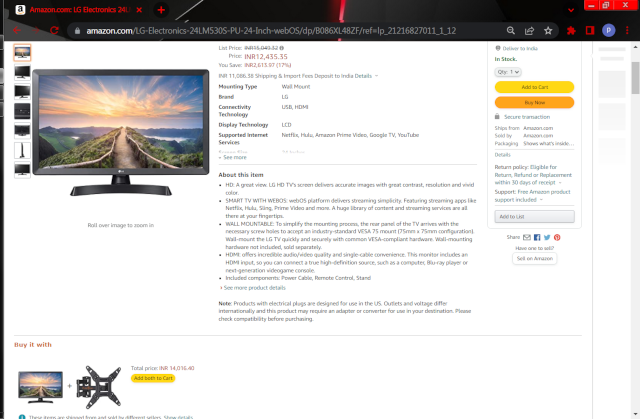 Amazon.com: LG Electronics 24L
amazon.com/LG-Electronics-24LM530S-PU-24-Inch-webOS/dp/B086XL48ZF/ref=lp_21216827011_1_12
List Price: INR15,049.32
Price: INR12,435.35
You Save: INR2,613.97 (17%)
INR 11,086.38 Shipping & Import Fees Deposit to India Details
Mounting Type Wall Mount
Brand LG
Connectivity Technology USB, HDMI
Display Technology LCD
Supported Internet Services Netflix, Hulu, Amazon Prime Video, Google TV, YouTube
See more
Roll over image to zoom in
About this item
HD: A great view. LG HD TV's screen delivers accurate images with great contrast, resolution and vivid
color.
SMART TV WITH WEBOS: webOS platform delivers streaming simplicity. Featuring streaming apps like
Netflix, Hulu, Sling, Prime Video and more. A huge library of content and streaming services are all
there at your fingertips.
WALL MOUNTABLE: To simplify the mounting process, the rear panel of the TV arrives with the
necessary screw holes to accept an industry-standard VESA 75 mount (75mm x 75mm configuration).
Wall-mount the LG TV quickly and securely with common VESA-compliant hardware. Wall-mounting
hardware not included, sold separately.
HDMI: offers incredible audio/video quality and single-cable convenience. This monitor includes an
HDMI input, so you can connect a true high-definition source, such as a computer, Blu-ray player or
next-generation videogame console.
Included components: Power Cable, Remote Control, Stand
› See more product details
Note: Products with electrical plugs are designed for use in the US. Outlets and voltage differ
internationally and this product may require an adapter or converter for use in your destination. Please
check compatibility before purchasing.
Deliver to India
In Stock.
Qty: 1
Add to Cart
Buy Now
Secure transaction
Ships from Amazon.com
Sold by Amazon.com
Packaging Shows what's inside...
Details
Return policy: Eligible for
Return, Refund or Replacement
within 30 days of receipt
Support: Free Amazon product
support included
Add to List
Share
Have one to sell?
Sell on Amazon
Buy it with
+
Total price: INR 14,016.40
Add both to Cart
These items are shipped from and sold by different sellers. Show details